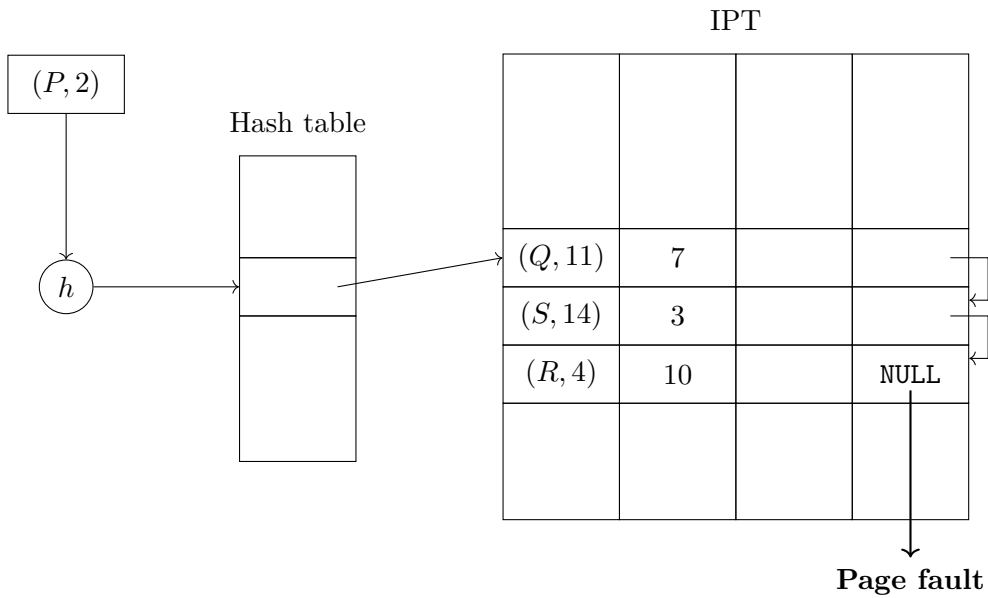 IPT
(P, 2)
Hash table
(Q, 11) 7
h
(S, 14) 3
(R, 4) 10 NULL
Page fault